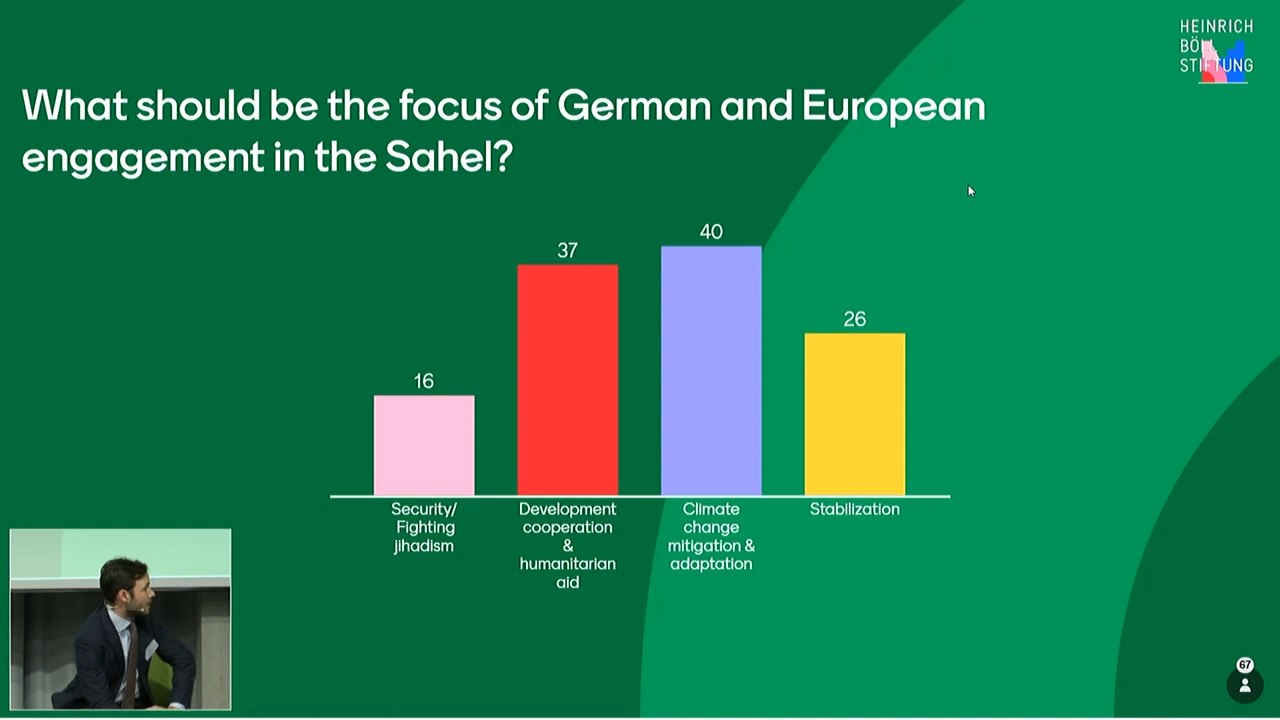 HEINRICH
BÖLL
STIFTUNG
What should be the focus of German and European
engagement in the Sahel?
16
37
40
26
Security/
Fighting
jihadism
Development
cooperation
&
humanitarian
aid
Climate
change
mitigation &
adaptation
Stabilization
67